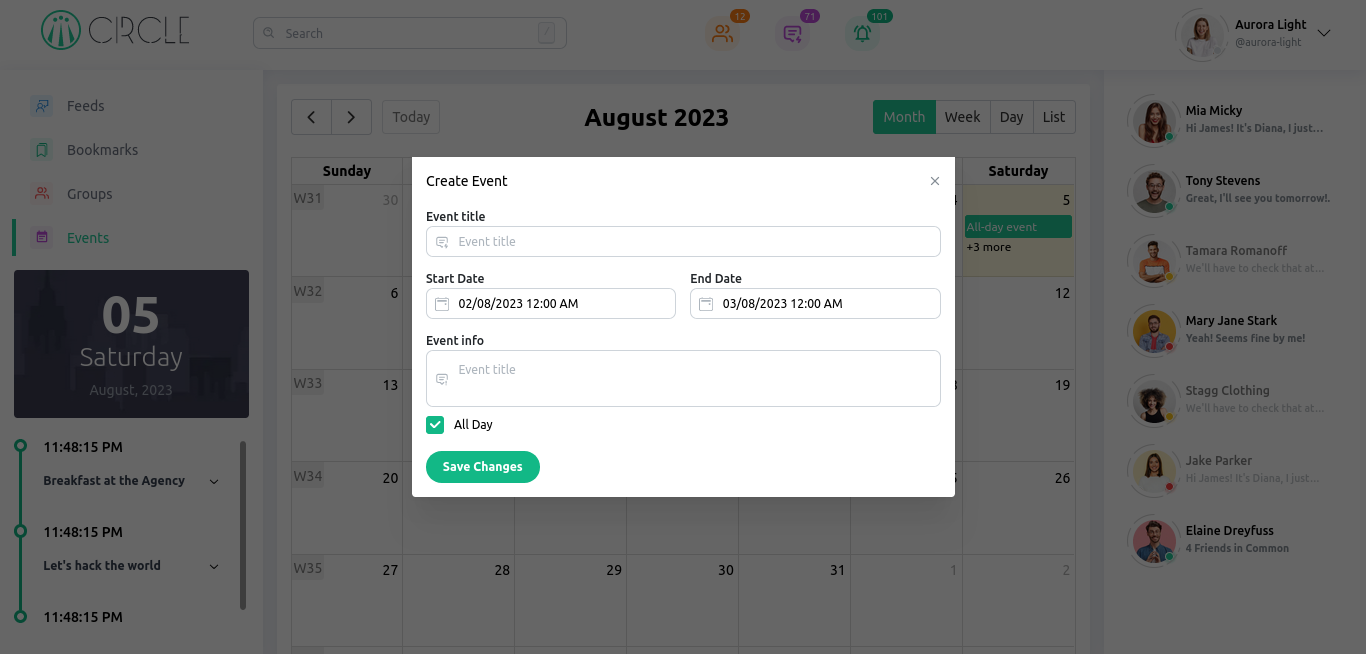 CIRCLE
Search
/
12
71
101
Aurora Light
@aurora-light
Feeds
Bookmarks
Groups
Events
05
Saturday
August, 2023
11:48:15 PM
Breakfast at the Agency
11:48:15 PM
Let's hack the world
11:48:15 PM
Today
August 2023
Month Week Day List
Sunday Saturday
W31 30 4 5
All-day event
+3 more
W32 6 12
W33 13 19
W34 20 26
W35 27 28 29 30 31 1 2
Create Event
Event title
Event title
Start Date End Date
02/08/2023 12:00 AM 03/08/2023 12:00 AM
Event info
Event title
All Day
Save Changes
Mia Micky
Hi James! It's Diana, I just...
Tony Stevens
Great, I'll see you tomorrow!.
Tamara Romanoff
We'll have to check that at...
Mary Jane Stark
Yeah! Seems fine by me!
Stagg Clothing
We'll have to check that at...
Jake Parker
Hi James! It's Diana, I just...
Elaine Dreyfuss
4 Friends in Common